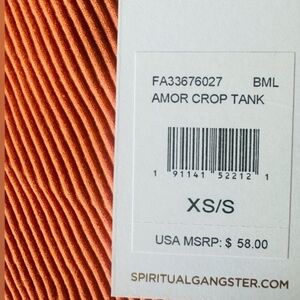 FA33676027 BML
AMOR CROP TANK
1 91141 52212 1
XS/S
USA MSRP: $ 58.00
SPIRITUALGANGSTER.COM